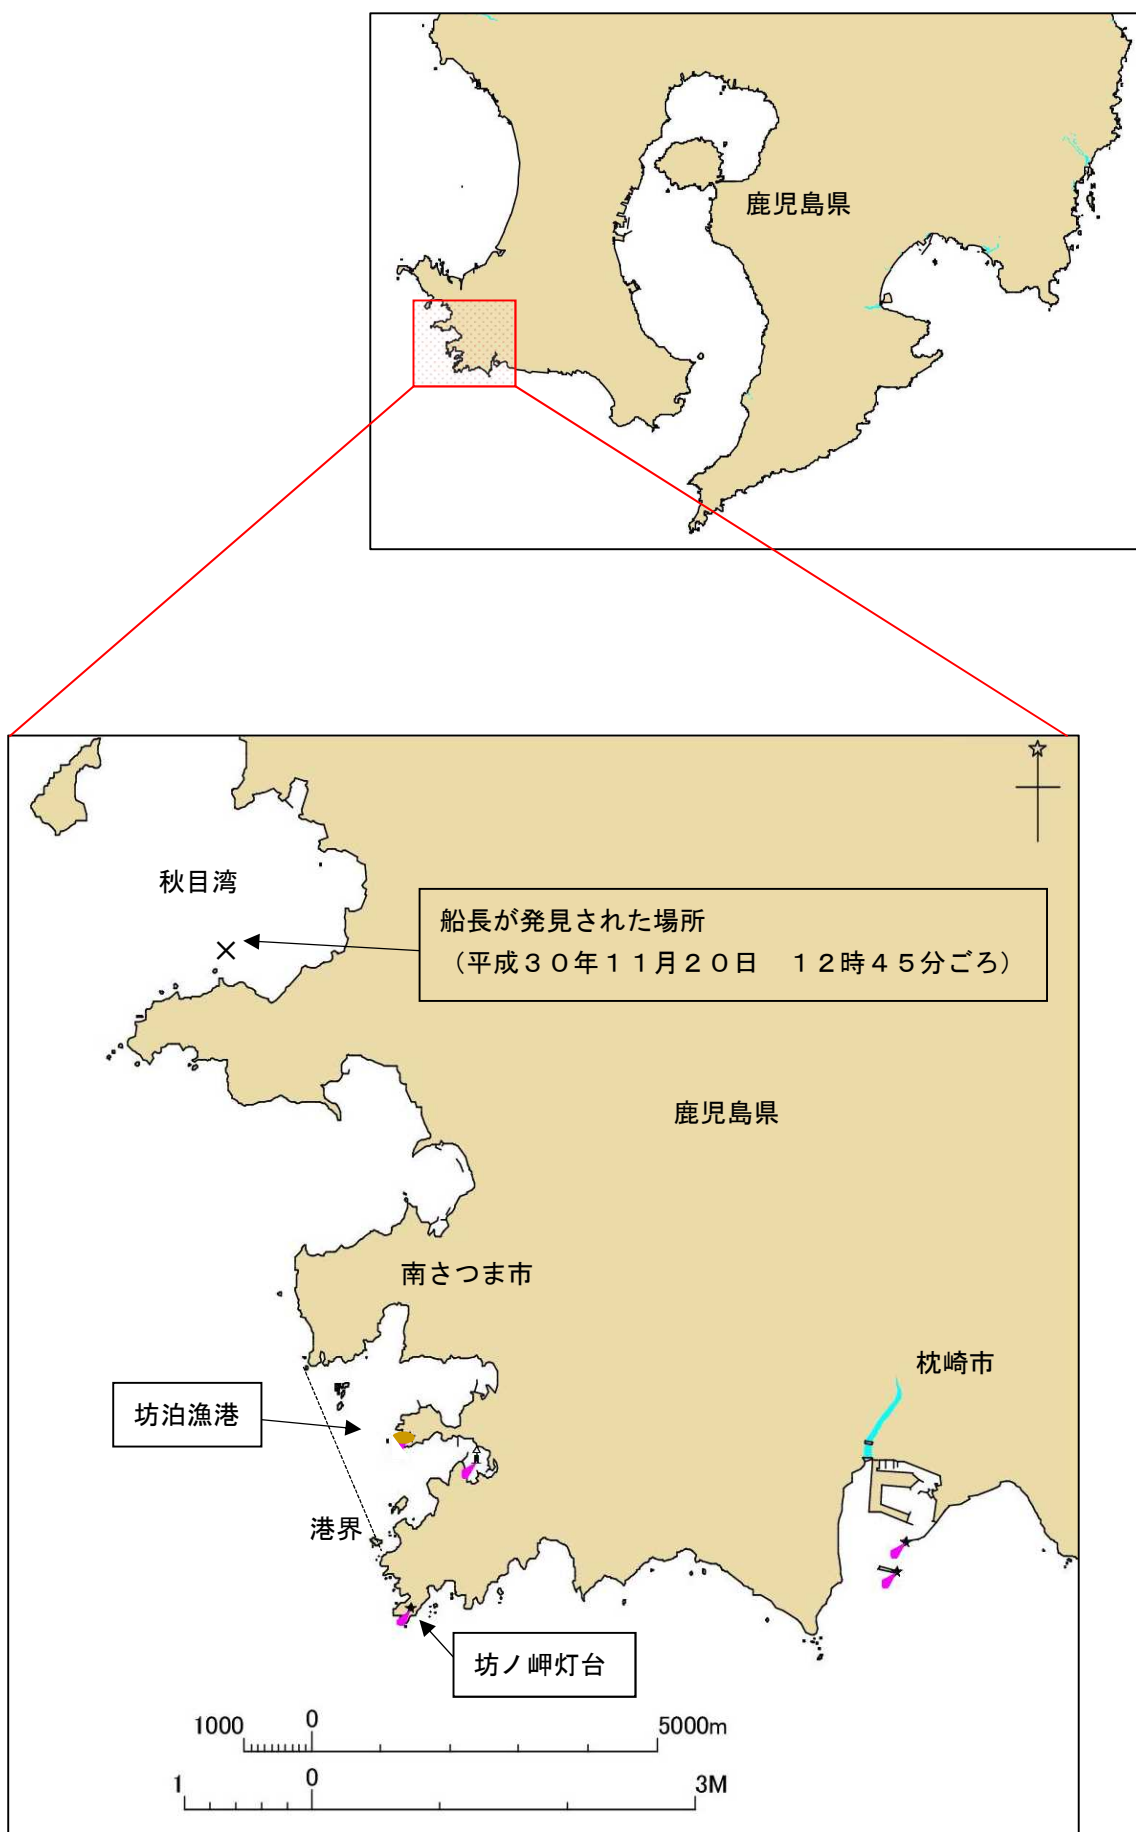 鹿児島県
秋目湾
船長が発見された場所
（平成３０年１１月２０日　１２時４５分ごろ）
鹿児島県
南さつま市
枕崎市
坊泊漁港
港界
坊ノ岬灯台
1000 0 5000m
1 0 3M